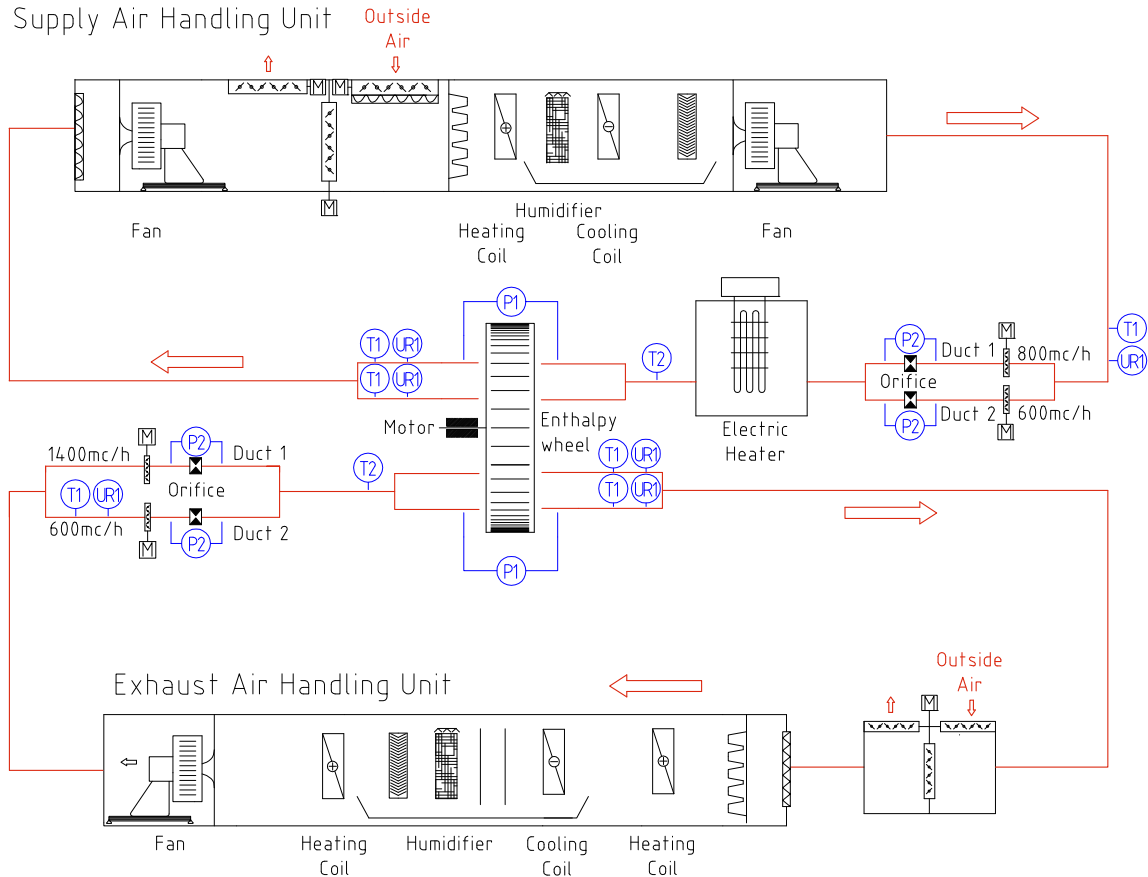 Supply Air Handling Unit
Outside
Air
M
M
M
Fan
Humidifier
Heating
Coil
Cooling
Coil
Fan
P1
T1
UR1
T1
UR1
T2
P2
Duct 1
M
800mc/h
T1
UR1
Orifice
Duct 2
600mc/h
P2
M
Motor
Enthalpy
wheel
Electric
Heater
M
1400mc/h
P2
Duct 1
T2
T1
UR1
T1
UR1
T1
UR1
Orifice
600mc/h
Duct 2
M
P2
P1
Exhaust Air Handling Unit
Outside
Air
M
Fan
Heating
Coil
Humidifier
Cooling
Coil
Heating
Coil